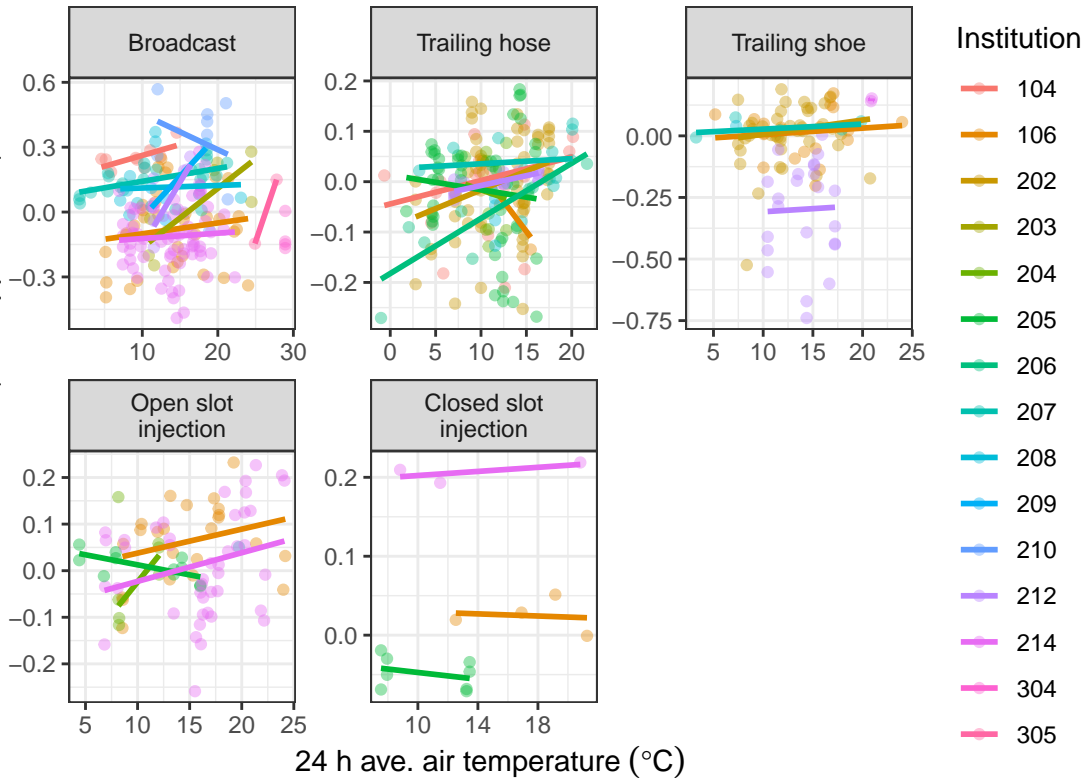 Broadcast
Trailing hose
Trailing shoe
Institution
0.6
0.3
0.0
−0.3
10 20 30
0.2
0.1
0.0
−0.1
−0.2
0 5 10 15 20
0.00
−0.25
−0.50
−0.75
5 10 15 20 25
Open slot
injection
Closed slot
injection
0.2
0.1
0.0
−0.1
−0.2
5 10 15 20 25
0.2
0.1
0.0
10 14 18
24 h ave. air temperature (°C)
104
106
202
203
204
205
206
207
208
209
210
212
214
304
305